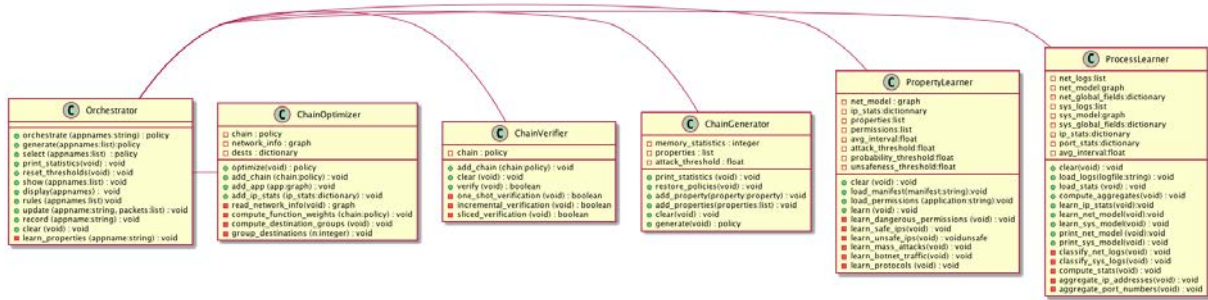 Orchestrator
orchestrate (appnames:string) : policy
generate(appnames:list):policy
select (appnames:list) : policy
print_statistics(void) : void
reset_thresholds(void) : void
show (appnames:list) : void
display(names) : void
rules (appnames:list) void
update (appname:string, packets:list) : void
record (appname:string) : void
clear (void) : void
learn_properties (appname:string) : void
ChainOptimizer
chain : policy
network_info : graph
dests : dictionary
optimize(void) : policy
add_chain (chain:policy) : void
add_app (app:graph) : void
add_ip_stats (ip_stats:dictionary) : void
read_network_info(void) : graph
compute_function_weights (chain:policy) : void
compute_destination_groups (void) : void
group_destinations (n:integer) : void
ChainVerifier
chain : policy
add_chain (chain:policy) : void
clear (void) : void
verify (void) : boolean
one_shot_verification (void) : boolean
incremental_verification (void) : boolean
sliced_verification (void) : boolean
ChainGenerator
memory_statistics : integer
properties : list
attack_threshold : float
print_statistics (void) : void
restore_policies(void) : void
add_property(property:property) : void
add_properties(properties:list) : void
clear(void) : void
generate(void) : policy
PropertyLearner
net_model : graph
ip_stats:dictionnary
properties:list
permissions:list
avg_interval:float
attack_threshold:float
probability_threshold:float
unsafeness_threshold:float
clear (void) : void
load_manifest(manifest:string):void
load_permissions (application:string):void
learn (void) : void
learn_dangerous_permissions (void) : void
learn_safe_ips(void) : void
learn_unsafe_ips(void) : voidunsafe
learn_mass_attacks(void) : void
learn_botnet_traffic(void) : void
learn_protocols (void) : void
ProcessLearner
net_logs:list
net_model:graph
net_global_fields:dictionary
sys_logs:list
sys_model:graph
sys_global_fields:dictionary
ip_stats:dictionary
port_stats:dictionary
avg_interval:float
clear(void) : void
load_logs(logfile:string) : void
load_stats (void) : void
compute_aggregates(void) : void
learn_ip_stats(void):void
learn_net_model(void):void
learn_sys_model(void) : void
print_net_model (void) : void
print_sys_model(void) : void
classify_net_logs(void) : void
classify_sys_logs(void) : void
compute_stats(void) : void
aggregate_ip_addresses(void) : void
aggregate_port_numbers(void) : void